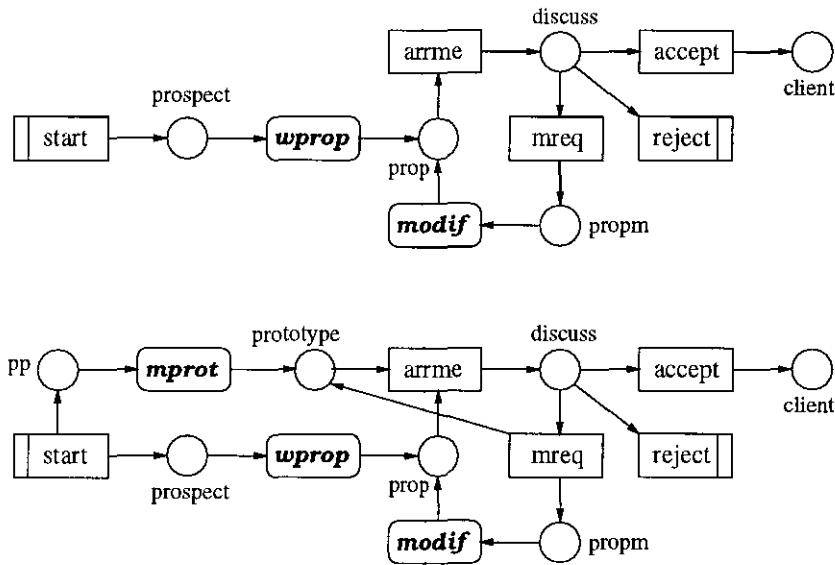 discuss
arrme
accept
client
prospect
start
wprop
prop
mreq
reject
modif
propm
pp
mprot
prototype
arrme
discuss
accept
client
start
prospect
wprop
prop
mreq
reject
modif
propm